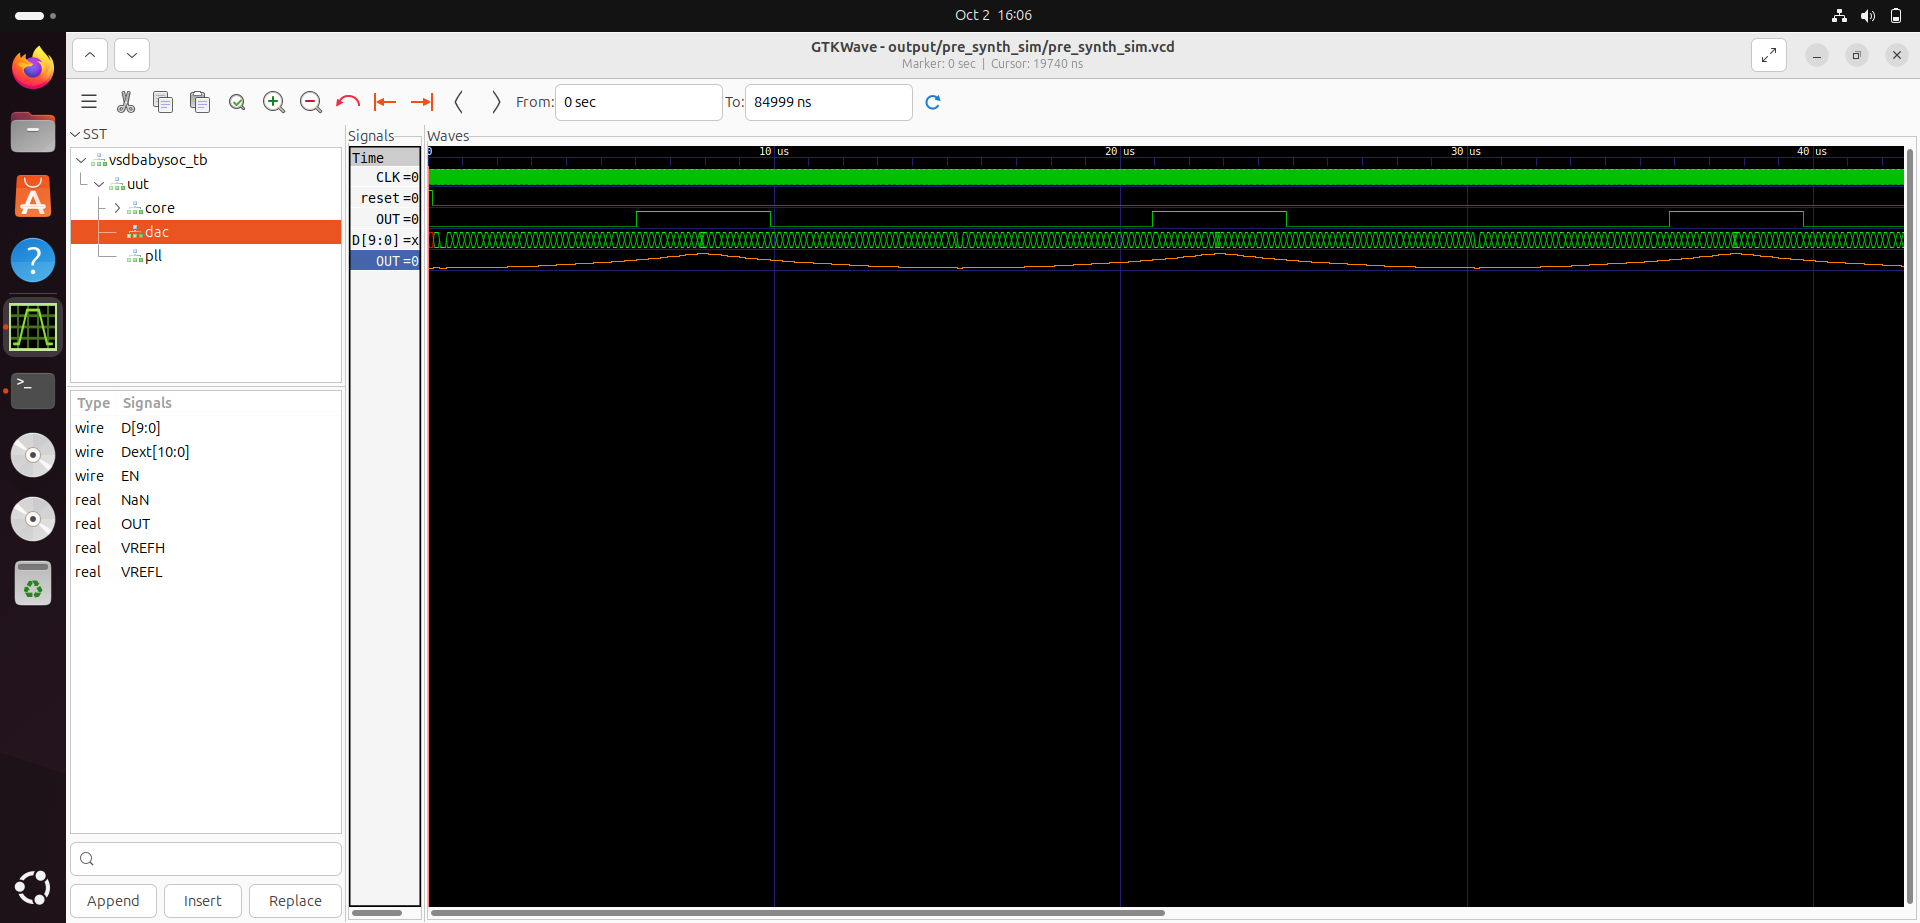 Oct 2 16:06
GTKWave - output/pre_synth_sim/pre_synth_sim.vcd
Marker: 0 sec | Cursor: 19740 ns
From: 0 sec To: 84999 ns
SST
vsdbabysoc_tb
uut
core
dac
pll
Type Signals
wire D[9:0]
wire Dext[10:0]
wire EN
real NaN
real OUT
real VREFH
real VREFL
Append Insert Replace
Signals
Time
CLK =0
reset =0
OUT =0
D[9:0] =x
OUT =0
Waves
0 10 us 20 us 30 us 40 us